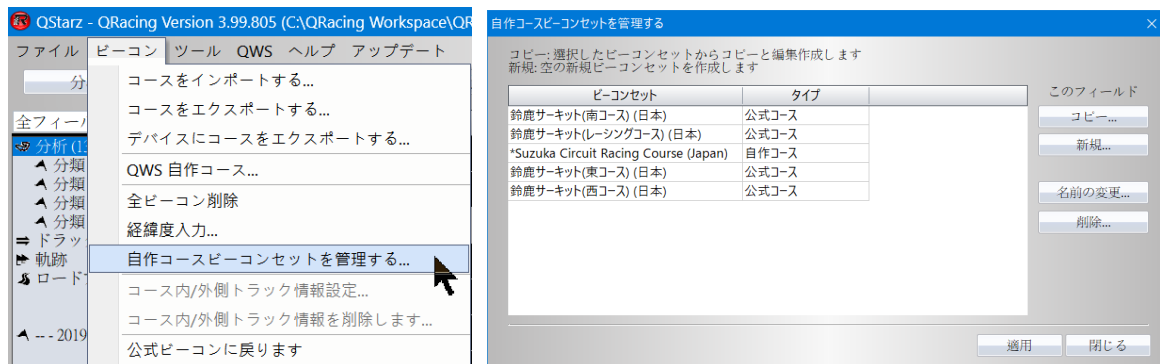 QStarz - QRacing Version 3.99.805 (C:\QRacing Workspace\QR
ファイル ビーコン ツール QWS ヘルプ アップデート
分
全フィール
分析 (13
分類
分類
分類
分類
ドラッ
軌跡
ロード
--- 2019
コースをインポートする...
コースをエクスポートする...
デバイスにコースをエクスポートする...
QWS 自作コース...
全ビーコン削除
経緯度入力...
自作コースビーコンセットを管理する...
コース内/外側トラック情報設定...
コース内/外側トラック情報を削除します...
公式ビーコンに戻ります
自作コースビーコンセットを管理する
コピー: 選択したビーコンセットからコピーと編集作成します
新規: 空の新規ビーコンセットを作成します
ビーコンセット タイプ
鈴鹿サーキット(南コース) (日本) 公式コース
鈴鹿サーキット(レーシングコース) (日本) 公式コース
*Suzuka Circuit Racing Course (Japan) 自作コース
鈴鹿サーキット(東コース) (日本) 公式コース
鈴鹿サーキット(西コース) (日本) 公式コース
このフィールド
コピー...
新規...
名前の変更...
削除...
適用 閉じる